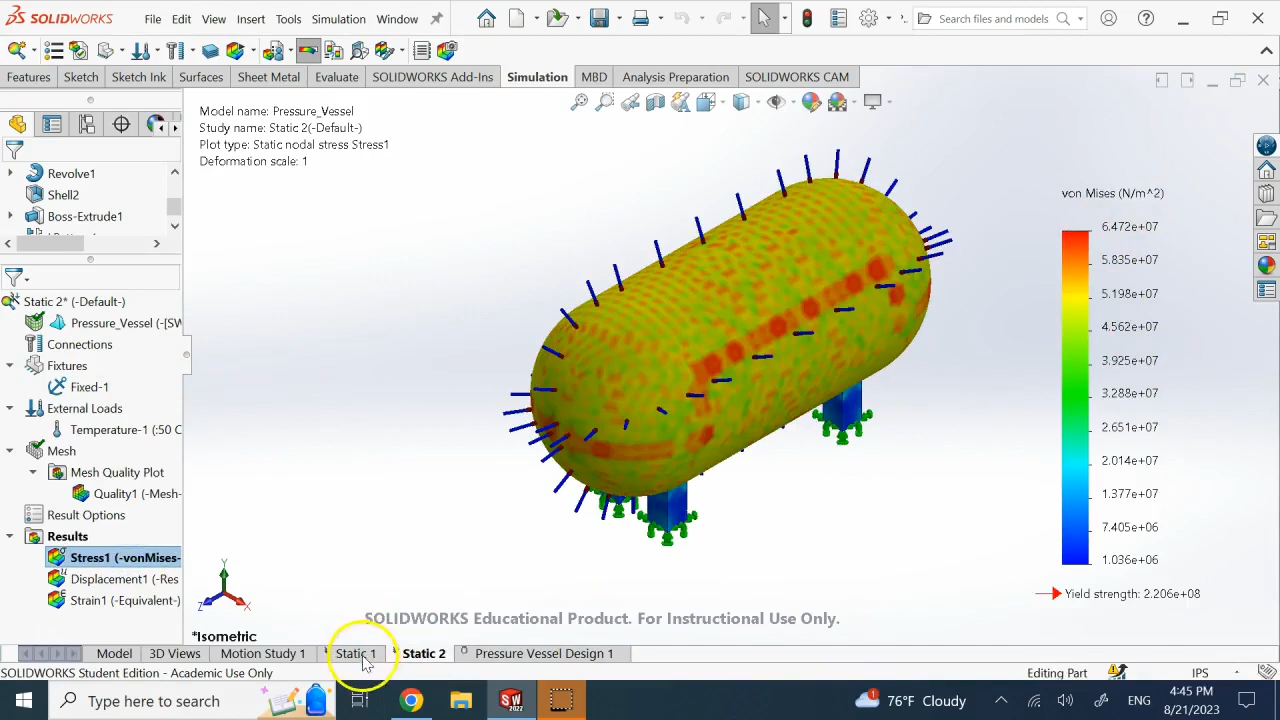 SOLIDWORKS File Edit View Insert Tools Simulation Window Search files and models
Features Sketch Sketch Ink Surfaces Sheet Metal Evaluate SOLIDWORKS Add-Ins Simulation MBD Analysis Preparation SOLIDWORKS CAM
Model name: Pressure_Vessel
Study name: Static 2(-Default-)
Plot type: Static nodal stress Stress1
Deformation scale: 1
Revolve1
Shell2
Boss-Extrude1
Static 2* (-Default-)
Pressure_Vessel (-[SW
Connections
Fixtures
Fixed-1
External Loads
Temperature-1 (:50 C
Mesh
Mesh Quality Plot
Quality1 (-Mesh-
Result Options
Results
Stress1 (-vonMises-
Displacement1 (-Res
Strain1 (-Equivalent-)
von Mises (N/m^2)
6.472e+07
5.835e+07
5.199e+07
4.562e+07
3.925e+07
3.288e+07
2.651e+07
2.014e+07
1.377e+07
7.405e+06
1.036e+06
Yield strength: 2.206e+08
Y
Z
X
SOLIDWORKS Educational Product. For Instructional Use Only.
*Isometric
Model 3D Views Motion Study 1 Static 1 Static 2 Pressure Vessel Design 1
SOLIDWORKS Student Edition - Academic Use Only Editing Part IPS
Type here to search SW 2022 1 76°F Cloudy ENG 4:45 PM
8/21/2023